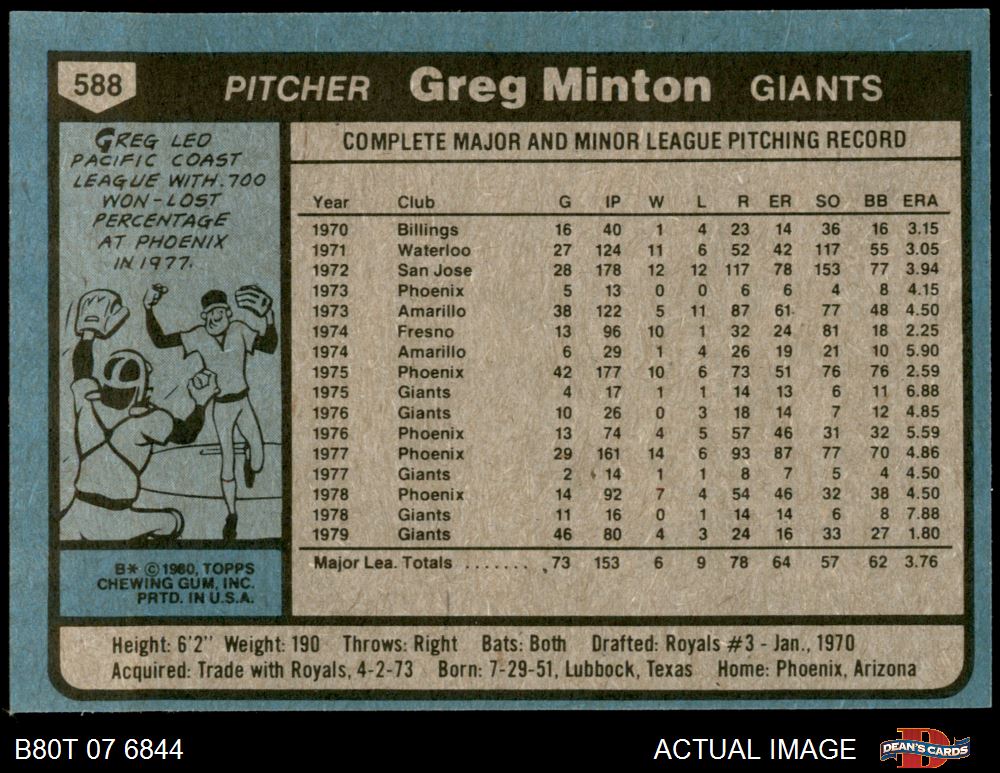 588 PITCHER Greg Minton GIANTS
GREG LED
PACIFIC COAST
LEAGUE WITH .700
WON-LOST
PERCENTAGE
AT PHOENIX
IN 1977.
B* © 1980, TOPPS
CHEWING GUM, INC.
PRTD. IN U.S.A.
COMPLETE MAJOR AND MINOR LEAGUE PITCHING RECORD
Year Club G IP W L R ER SO BB ERA
1970 Billings 16 40 1 4 23 14 36 16 3.15
1971 Waterloo 27 124 11 6 52 42 117 55 3.05
1972 San Jose 28 178 12 12 117 78 153 77 3.94
1973 Phoenix 5 13 0 0 6 6 4 8 4.15
1973 Amarillo 38 122 5 11 87 61 77 48 4.50
1974 Fresno 13 96 10 1 32 24 81 18 2.25
1974 Amarillo 6 29 1 4 26 19 21 10 5.90
1975 Phoenix 42 177 10 6 73 51 76 76 2.59
1975 Giants 4 17 1 1 14 13 6 11 6.88
1976 Giants 10 26 0 3 18 14 7 12 4.85
1976 Phoenix 13 74 4 5 57 46 31 32 5.59
1977 Phoenix 29 161 14 6 93 87 77 70 4.86
1977 Giants 2 14 1 1 8 7 5 4 4.50
1978 Phoenix 14 92 7 4 54 46 32 38 4.50
1978 Giants 11 16 0 1 14 14 6 8 7.88
1979 Giants 46 80 4 3 24 16 33 27 1.80
Major Lea. Totals ....... 73 153 6 9 78 64 57 62 3.76
Height: 6'2" Weight: 190 Throws: Right Bats: Both Drafted: Royals #3 - Jan., 1970
Acquired: Trade with Royals, 4-2-73 Born: 7-29-51, Lubbock, Texas Home: Phoenix, Arizona
B80T 07 6844 ACTUAL IMAGE DEAN'S CARDS